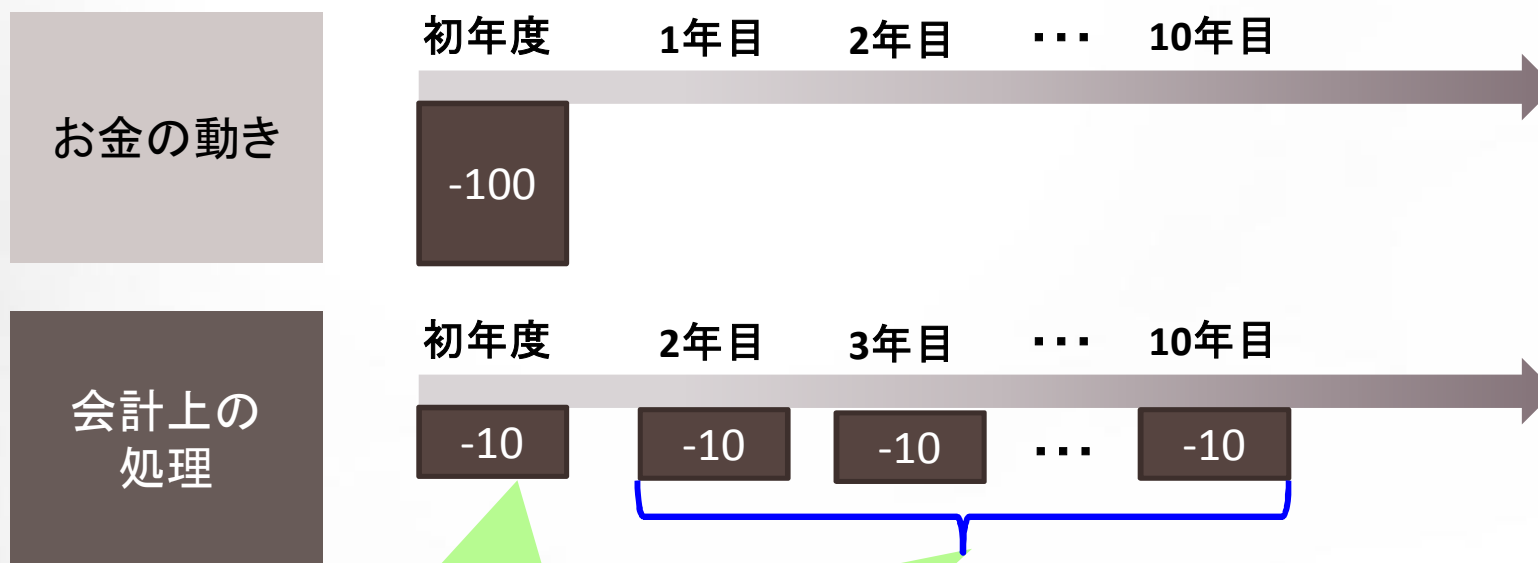 お金の動き
初年度 1年目 2年目 ・・・ 10年目
-100
会計上の
処理
初年度 2年目 3年目 ・・・ 10年目
-10 -10 -10 ・・・ -10